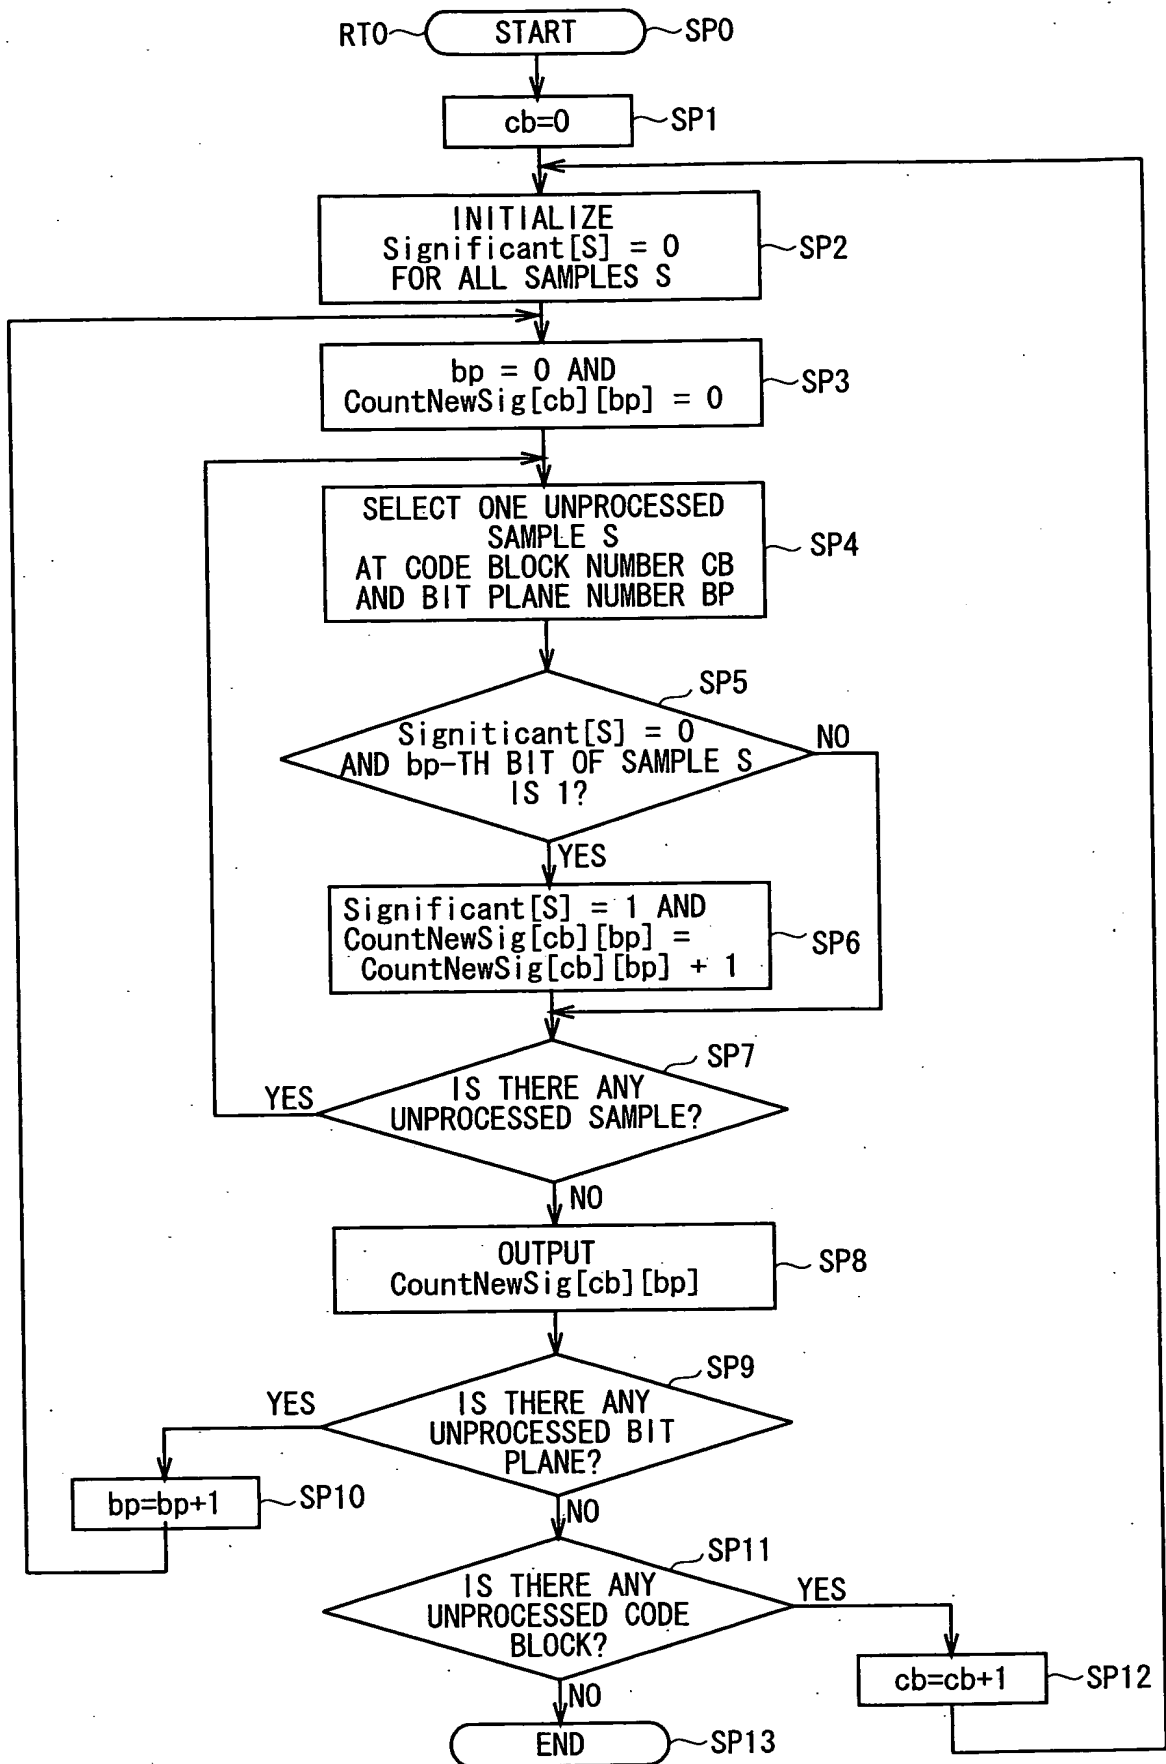 RT0 START SP0
cb=0 SP1
INITIALIZE
Significant[S] = 0
FOR ALL SAMPLES S
SP2
bp = 0 AND
CountNewSig[cb][bp] = 0
SP3
SELECT ONE UNPROCESSED
SAMPLE S
AT CODE BLOCK NUMBER CB
AND BIT PLANE NUMBER BP
SP4
SP5
Signiticant[S] = 0
AND bp-TH BIT OF SAMPLE S
IS 1?
NO
YES
Significant[S] = 1 AND
CountNewSig[cb][bp] =
CountNewSig[cb][bp] + 1
SP6
SP7
IS THERE ANY
UNPROCESSED SAMPLE?
YES
NO
OUTPUT
CountNewSig[cb][bp]
SP8
SP9
IS THERE ANY
UNPROCESSED BIT
PLANE?
YES
bp=bp+1 SP10
NO
SP11
IS THERE ANY
UNPROCESSED CODE
BLOCK?
YES
cb=cb+1 SP12
NO
END SP13